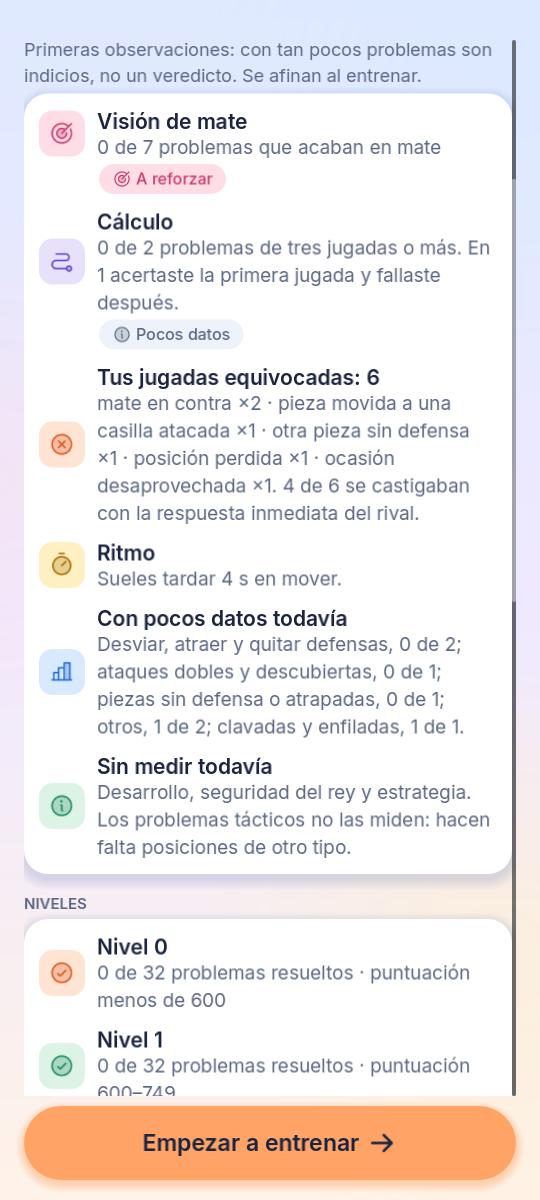 Primeras observaciones: con tan pocos problemas son
indicios, no un veredicto. Se afinan al entrenar.
Visión de mate
0 de 7 problemas que acaban en mate
A reforzar
Cálculo
0 de 2 problemas de tres jugadas o más. En
1 acertaste la primera jugada y fallaste
después.
Pocos datos
Tus jugadas equivocadas: 6
mate en contra ×2 · pieza movida a una
casilla atacada ×1 · otra pieza sin defensa
×1 · posición perdida ×1 · ocasión
desaprovechada ×1. 4 de 6 se castigaban
con la respuesta inmediata del rival.
Ritmo
Sueles tardar 4 s en mover.
Con pocos datos todavía
Desviar, atraer y quitar defensas, 0 de 2;
ataques dobles y descubiertas, 0 de 1;
piezas sin defensa o atrapadas, 0 de 1;
otros, 1 de 2; clavadas y enfiladas, 1 de 1.
Sin medir todavía
Desarrollo, seguridad del rey y estrategia.
Los problemas tácticos no las miden: hacen
falta posiciones de otro tipo.
NIVELES
Nivel 0
0 de 32 problemas resueltos · puntuación
menos de 600
Nivel 1
0 de 32 problemas resueltos · puntuación
600–749
Empezar a entrenar →